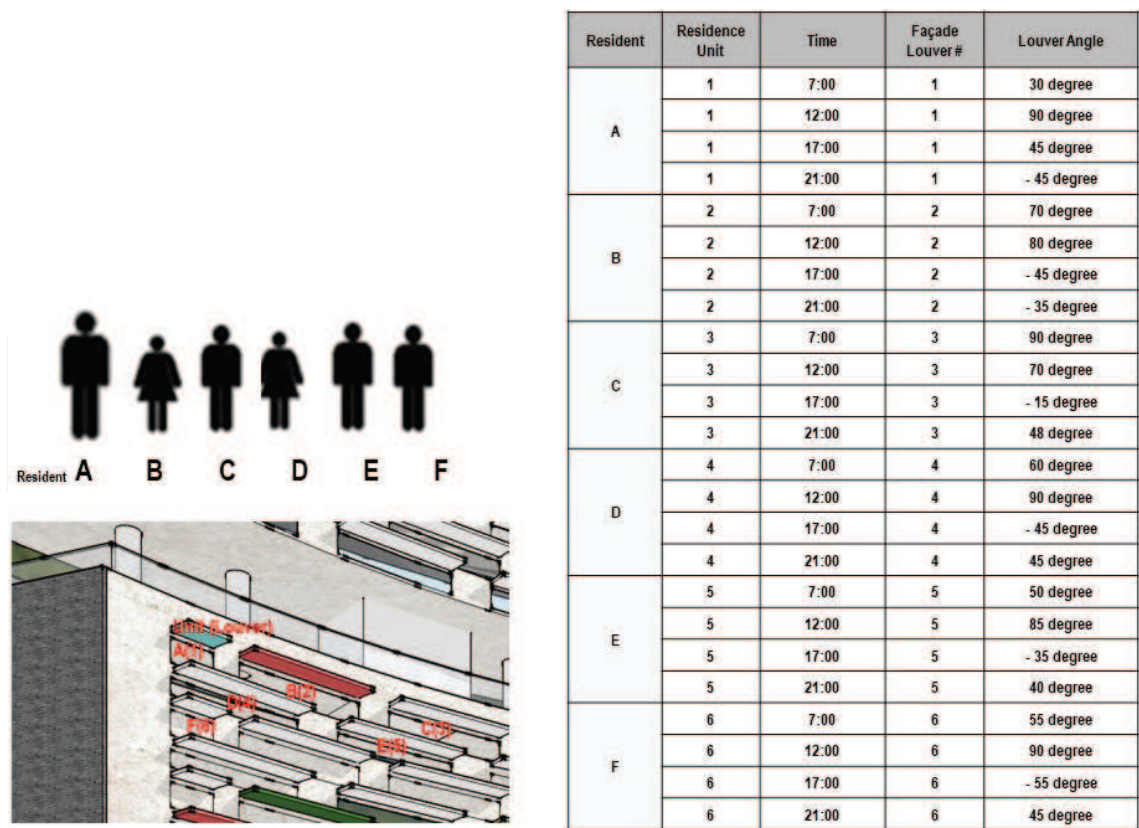 Resident A B C D E F
Unit (Louver)
A(1)
B(2)
D(4)
C(3)
F(6)
E(5)
Resident Residence Unit Time Façade Louver # Louver Angle
A
1 7:00 1 30 degree
1 12:00 1 90 degree
1 17:00 1 45 degree
1 21:00 1 - 45 degree
B
2 7:00 2 70 degree
2 12:00 2 80 degree
2 17:00 2 - 45 degree
2 21:00 2 - 35 degree
C
3 7:00 3 90 degree
3 12:00 3 70 degree
3 17:00 3 - 15 degree
3 21:00 3 48 degree
D
4 7:00 4 60 degree
4 12:00 4 90 degree
4 17:00 4 - 45 degree
4 21:00 4 45 degree
E
5 7:00 5 50 degree
5 12:00 5 85 degree
5 17:00 5 - 35 degree
5 21:00 5 40 degree
F
6 7:00 6 55 degree
6 12:00 6 90 degree
6 17:00 6 - 55 degree
6 21:00 6 45 degree